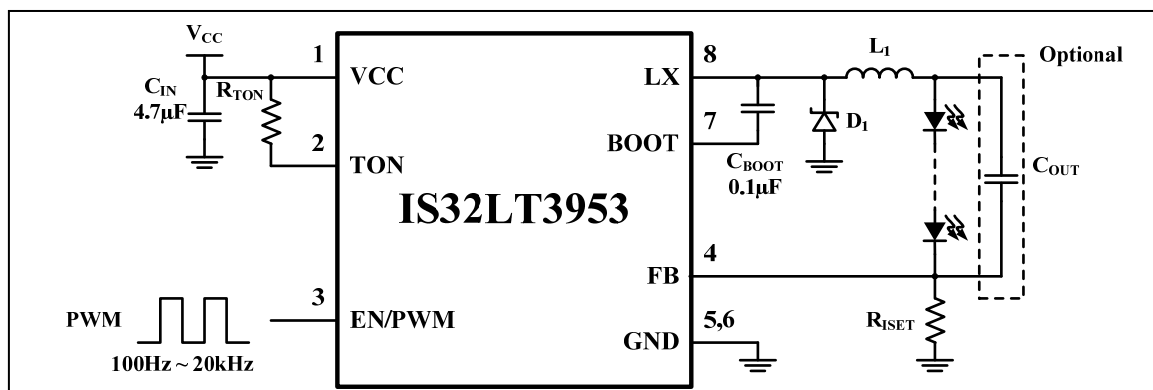 VCC
1
8
L1
Optional
VCC
LX
CIN
4.7µF
RTON
7
D1
2
BOOT
TON
CBOOT
0.1µF
COUT
IS32LT3953
4
FB
3
PWM
EN/PWM
5,6
RISET
GND
100Hz ~ 20kHz